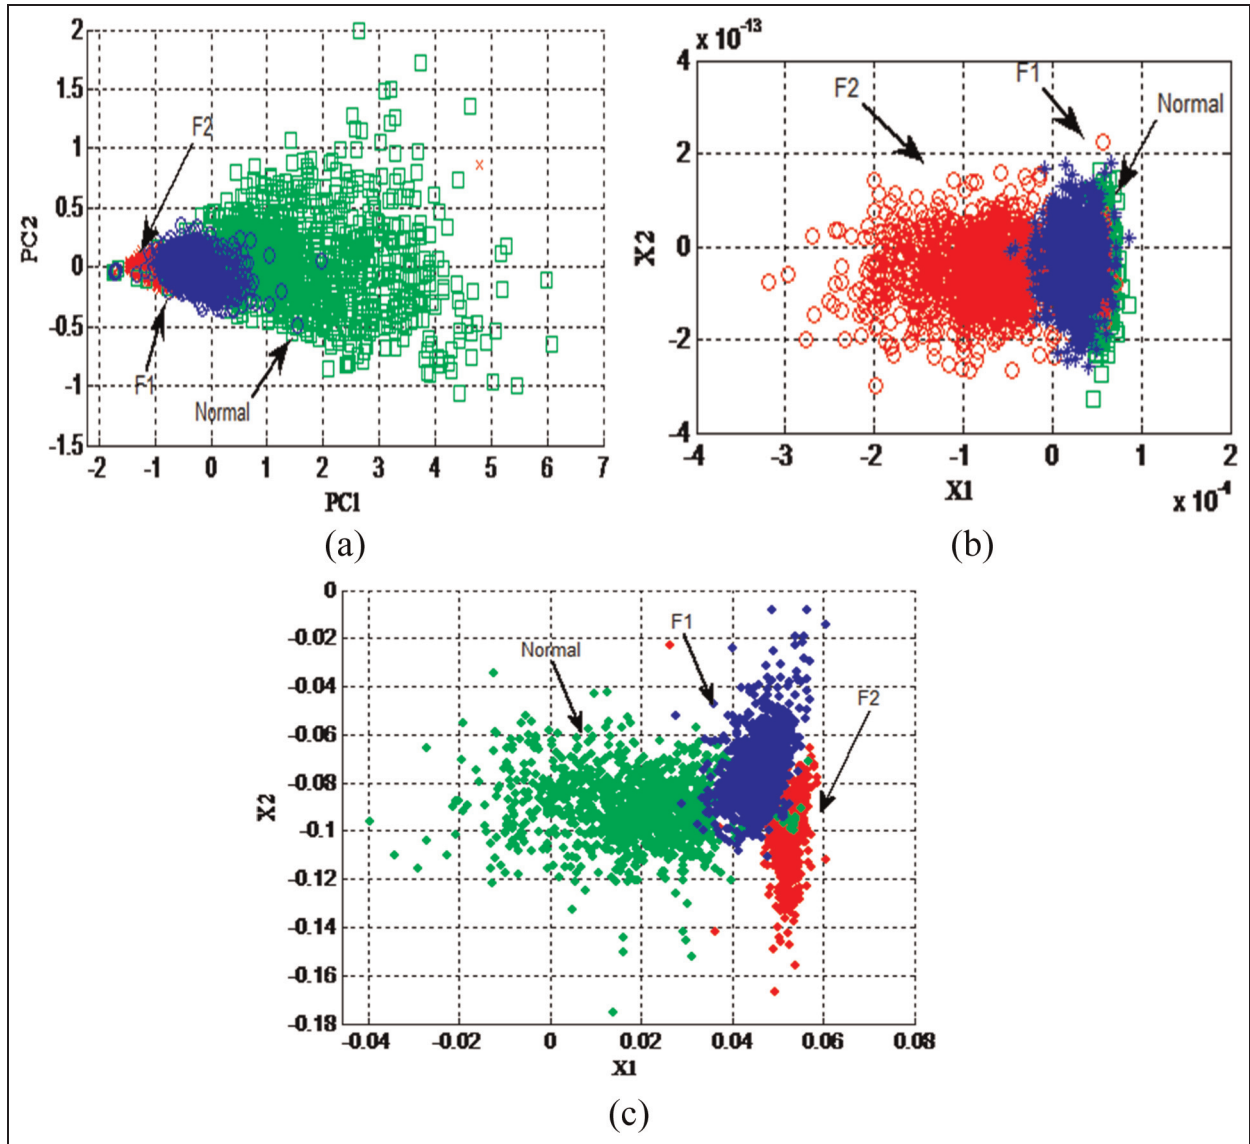 2
1.5
1
0.5
0
-0.5
-1
-1.5
PC2
F2
F1
Normal
-2 -1 0 1 2 3 4 5 6 7
PC1
(a)
x 10⁻¹³
4
2
0
-2
-4
X2
F2
F1
Normal
-4 -3 -2 -1 0 1 2
X1
x 10⁻⁴
(b)
0
-0.02
-0.04
-0.06
-0.08
-0.1
-0.12
-0.14
-0.16
-0.18
X2
Normal
F1
F2
-0.04 -0.02 0 0.02 0.04 0.06 0.08
X1
(c)